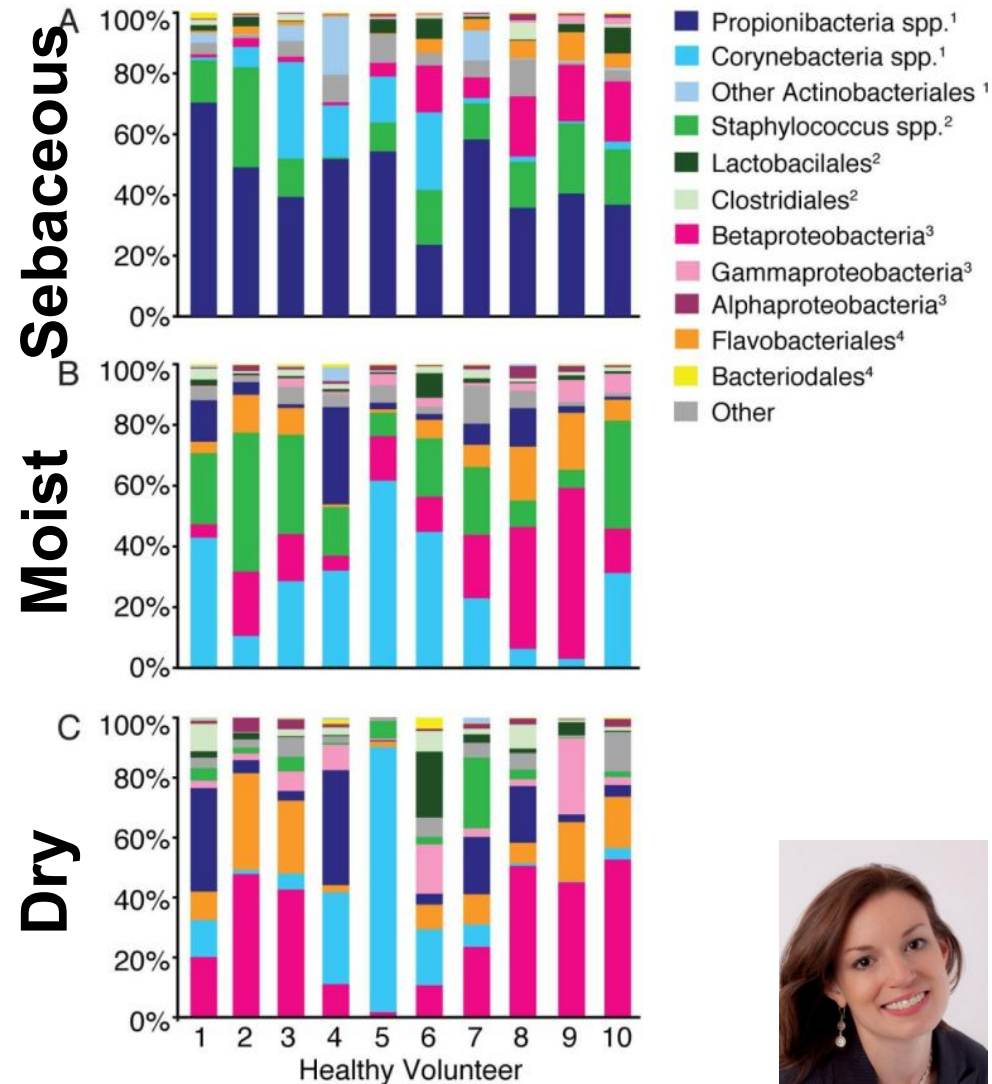 Sebaceous
A
100%
80%
60%
40%
20%
0%
Propionibacteria spp.¹
Corynebacteria spp.¹
Other Actinobacteriales ¹
Staphylococcus spp.²
Lactobacilales²
Clostridiales²
Betaproteobacteria³
Gammaproteobacteria³
Alphaproteobacteria³
Flavobacteriales⁴
Bacteriodales⁴
Other
Moist
B
100%
80%
60%
40%
20%
0%
Dry
C
100%
80%
60%
40%
20%
0%
1 2 3 4 5 6 7 8 9 10
Healthy Volunteer